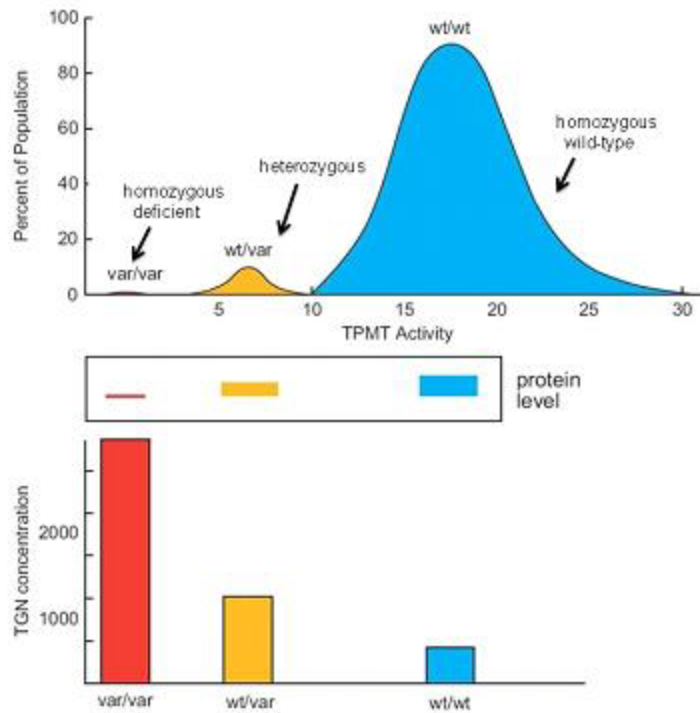 100
wt/wt
80
Percent of Population
60
homozygous
wild-type
heterozygous
40
homozygous
deficient
20
wt/var
var/var
0
5 10 15 20 25 30
TPMT Activity
protein
level
TGN concentration
2000
1000
var/var wt/var wt/wt